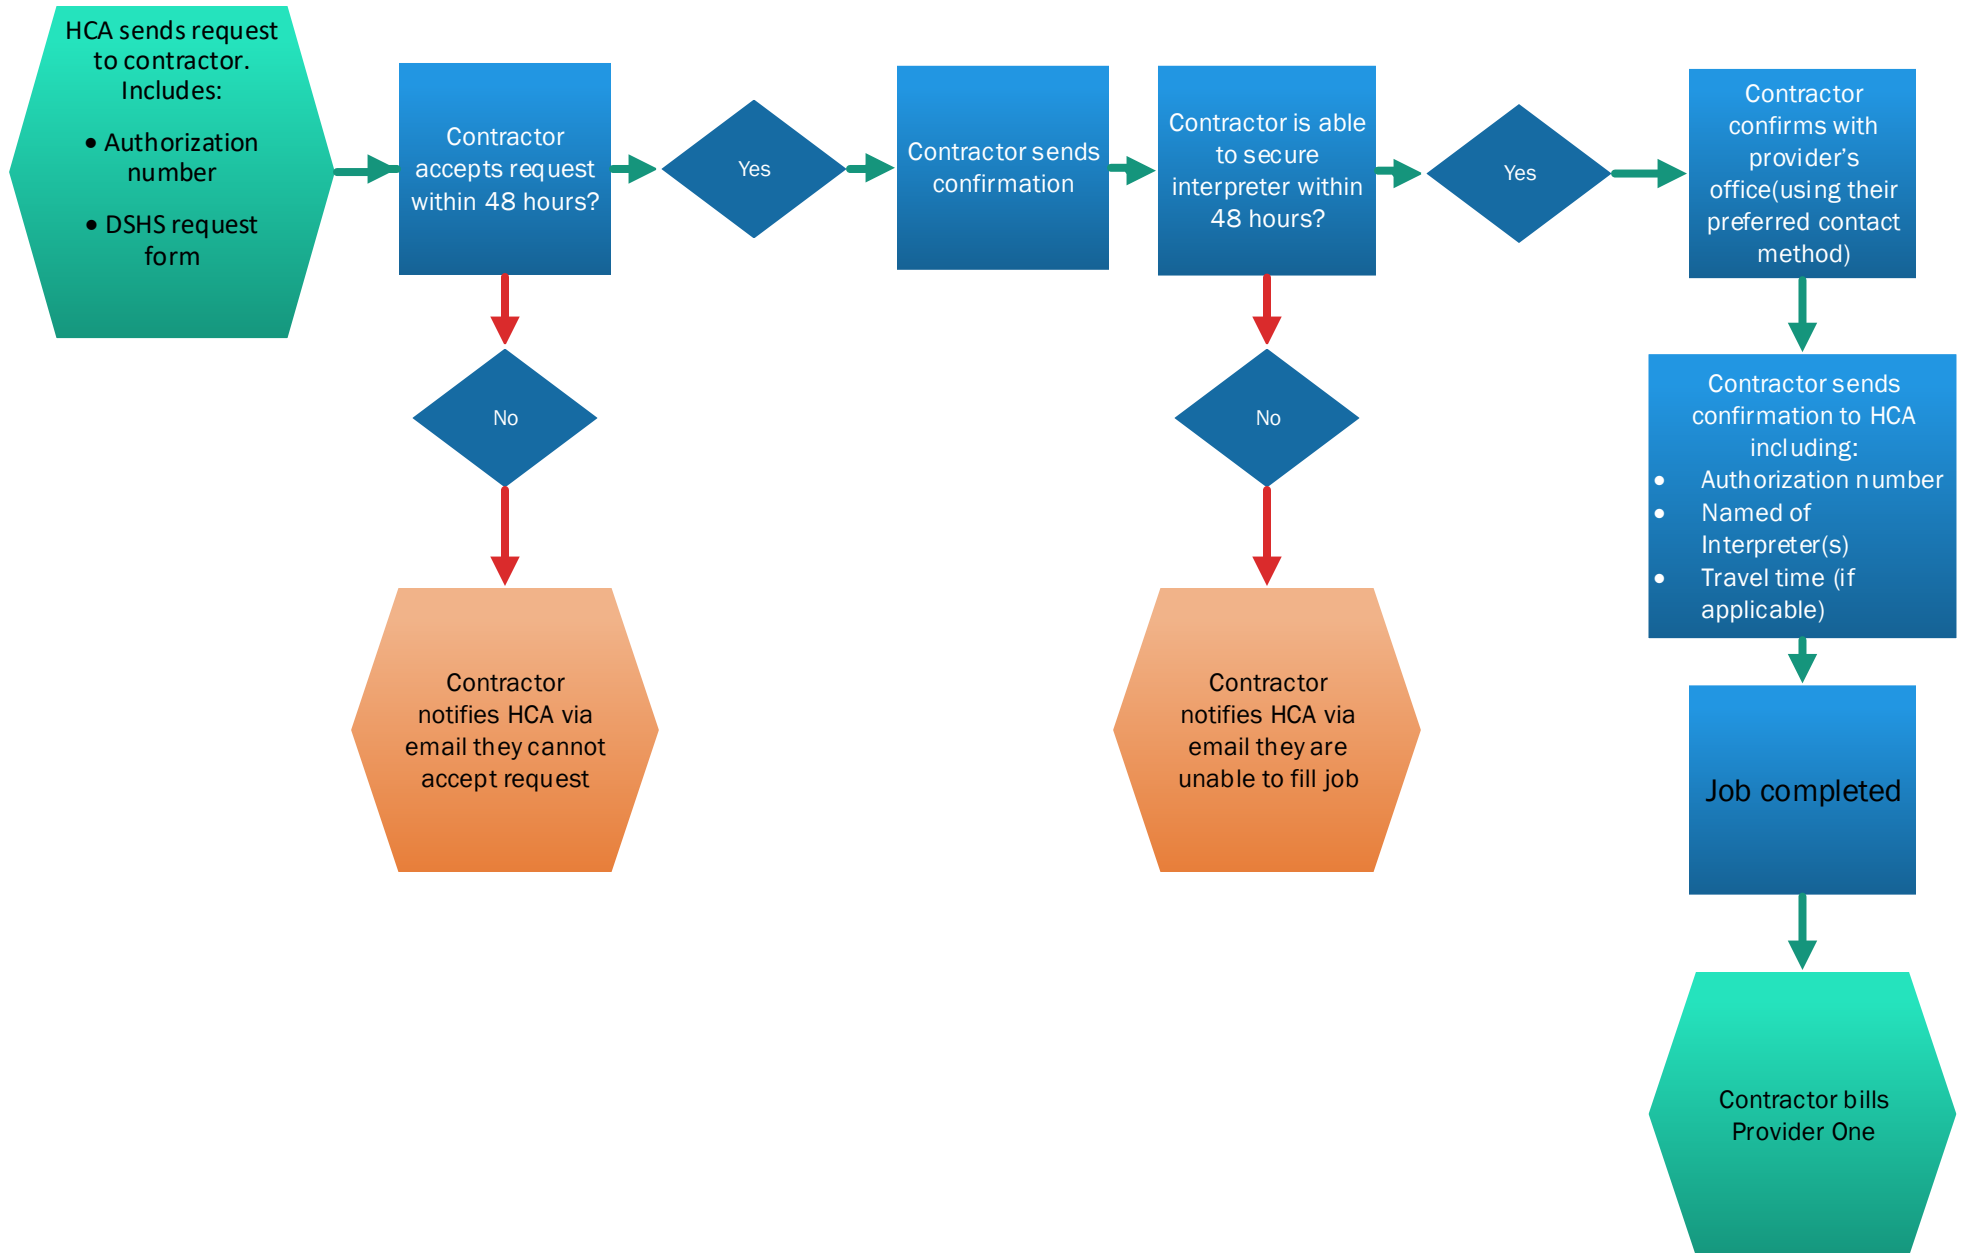 HCA sends request
to contractor.
Includes:
• Authorization
number
• DSHS request
form
Contractor
accepts request
within 48 hours?
Yes
Contractor sends
confirmation
Contractor is able
to secure
interpreter within
48 hours?
Yes
Contractor
confirms with
provider’s
office(using their
preferred contact
method)
No
No
Contractor sends
confirmation to HCA
including:
• Authorization number
• Named of
Interpreter(s)
• Travel time (if
applicable)
Contractor
notifies HCA via
email they cannot
accept request
Contractor
notifies HCA via
email they are
unable to fill job
Job completed
Contractor bills
Provider One